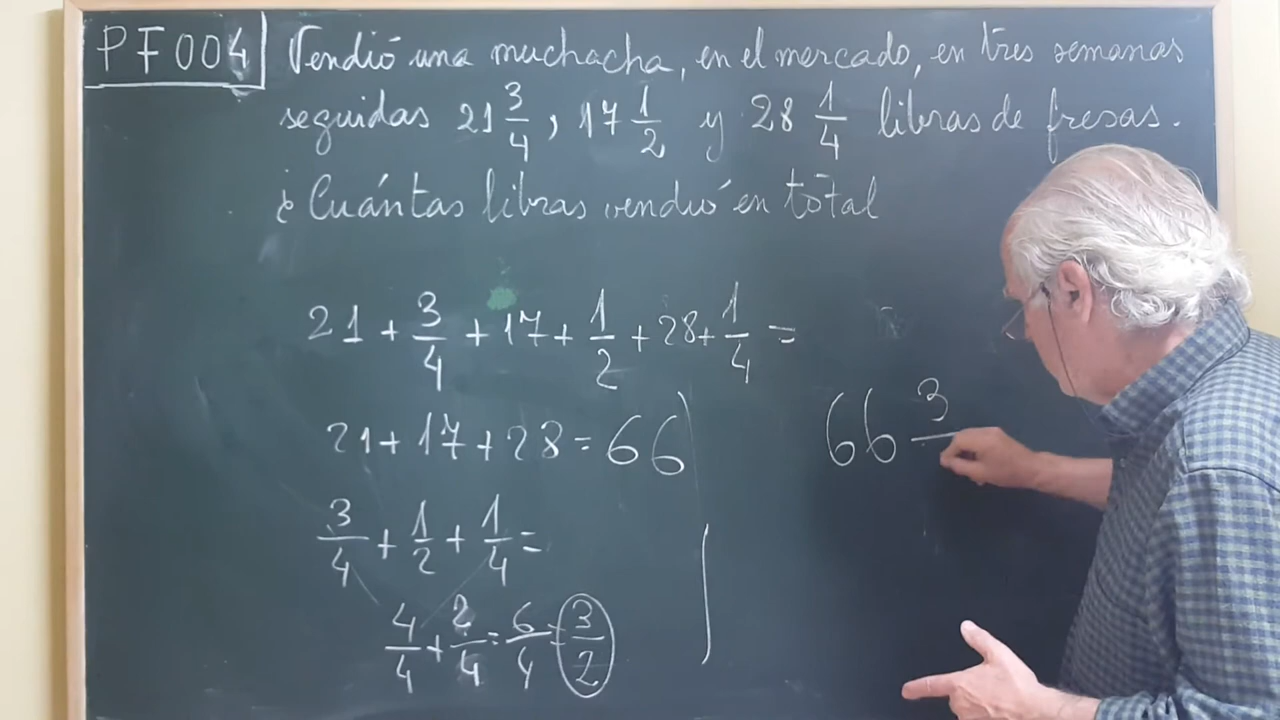 PF004 Vendió una muchacha, en el mercado, en tres semanas
seguidas 21 3/4, 17 1/2 y 28 1/4 libras de fresas.
¿Cuántas libras vendió en total
21 + 3/4 + 17 + 1/2 + 28 + 1/4 =
21 + 17 + 28 = 66
66 3
3/4 + 1/2 + 1/4 =
4/4 + 2/4 = 6/4 = 3/2